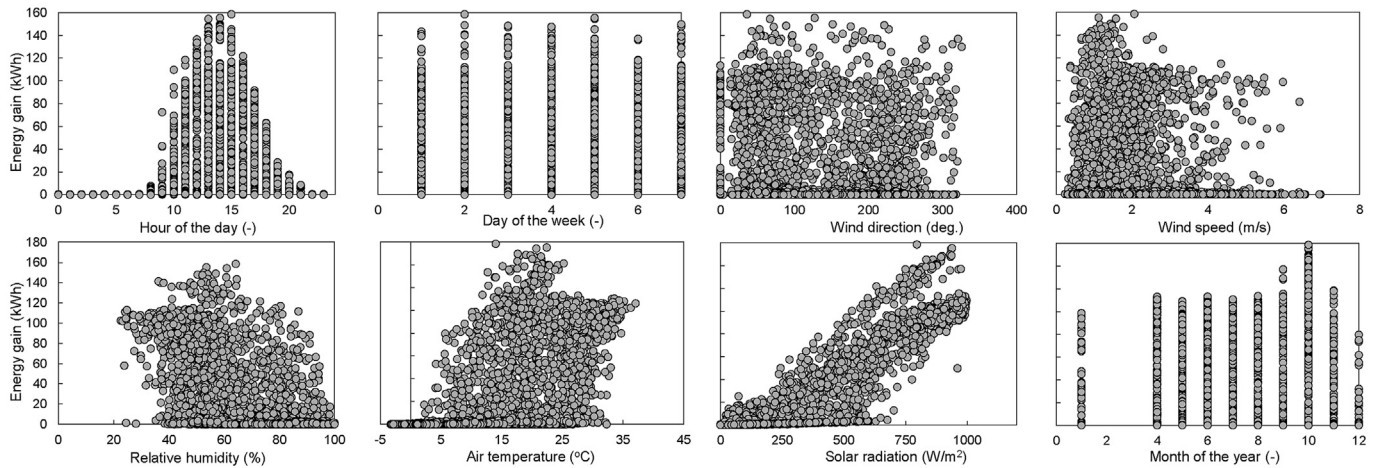 160
140
120
100
80
60
40
20
0
Energy gain (kWh)
0 5 10 15 20
Hour of the day (-)
0 2 4 6
Day of the week (-)
0 100 200 300 400
Wind direction (deg.)
0 2 4 6 8
Wind speed (m/s)
180
160
140
120
100
80
60
40
20
0
Energy gain (kWh)
0 20 40 60 80 100
Relative humidity (%)
-5 5 15 25 35 45
Air temperature (°C)
0 250 500 750 1000
Solar radiation (W/m²)
0 2 4 6 8 10 12
Month of the year (-)